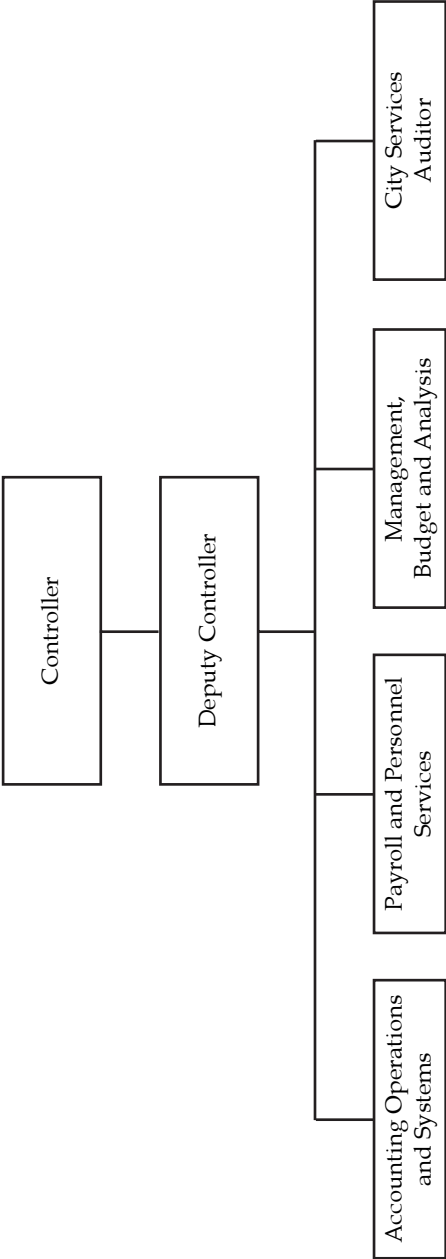 Controller
Deputy Controller
Accounting Operations
and Systems
Payroll and Personnel
Services
Management,
Budget and Analysis
City Services
Auditor